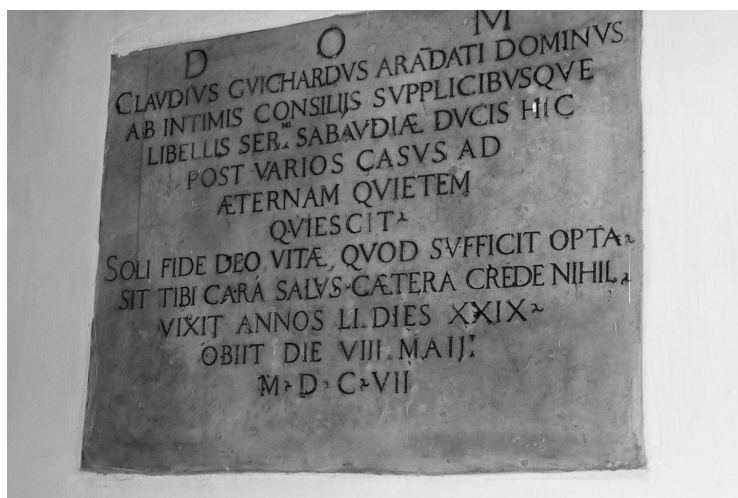 D O M
CLAVDIVS GVICHARDVS ARADATI DOMINVS
AB INTIMIS CONSILIJS SVPPLICIBVSQVE
LIBELLIS SER.MI SABAVDIÆ DVCIS HIC
POST VARIOS CASVS AD
ÆTERNAM QVIETEM
QVIESCIT
SOLI FIDE DEO, VITÆ, QVOD SVFFICIT OPTA
SIT TIBI CARA SALVS·CÆTERA CREDE NIHIL
VIXIT ANNOS LI. DIES XXIX
OBIIT DIE VIII. MAIJ:
M D C VII